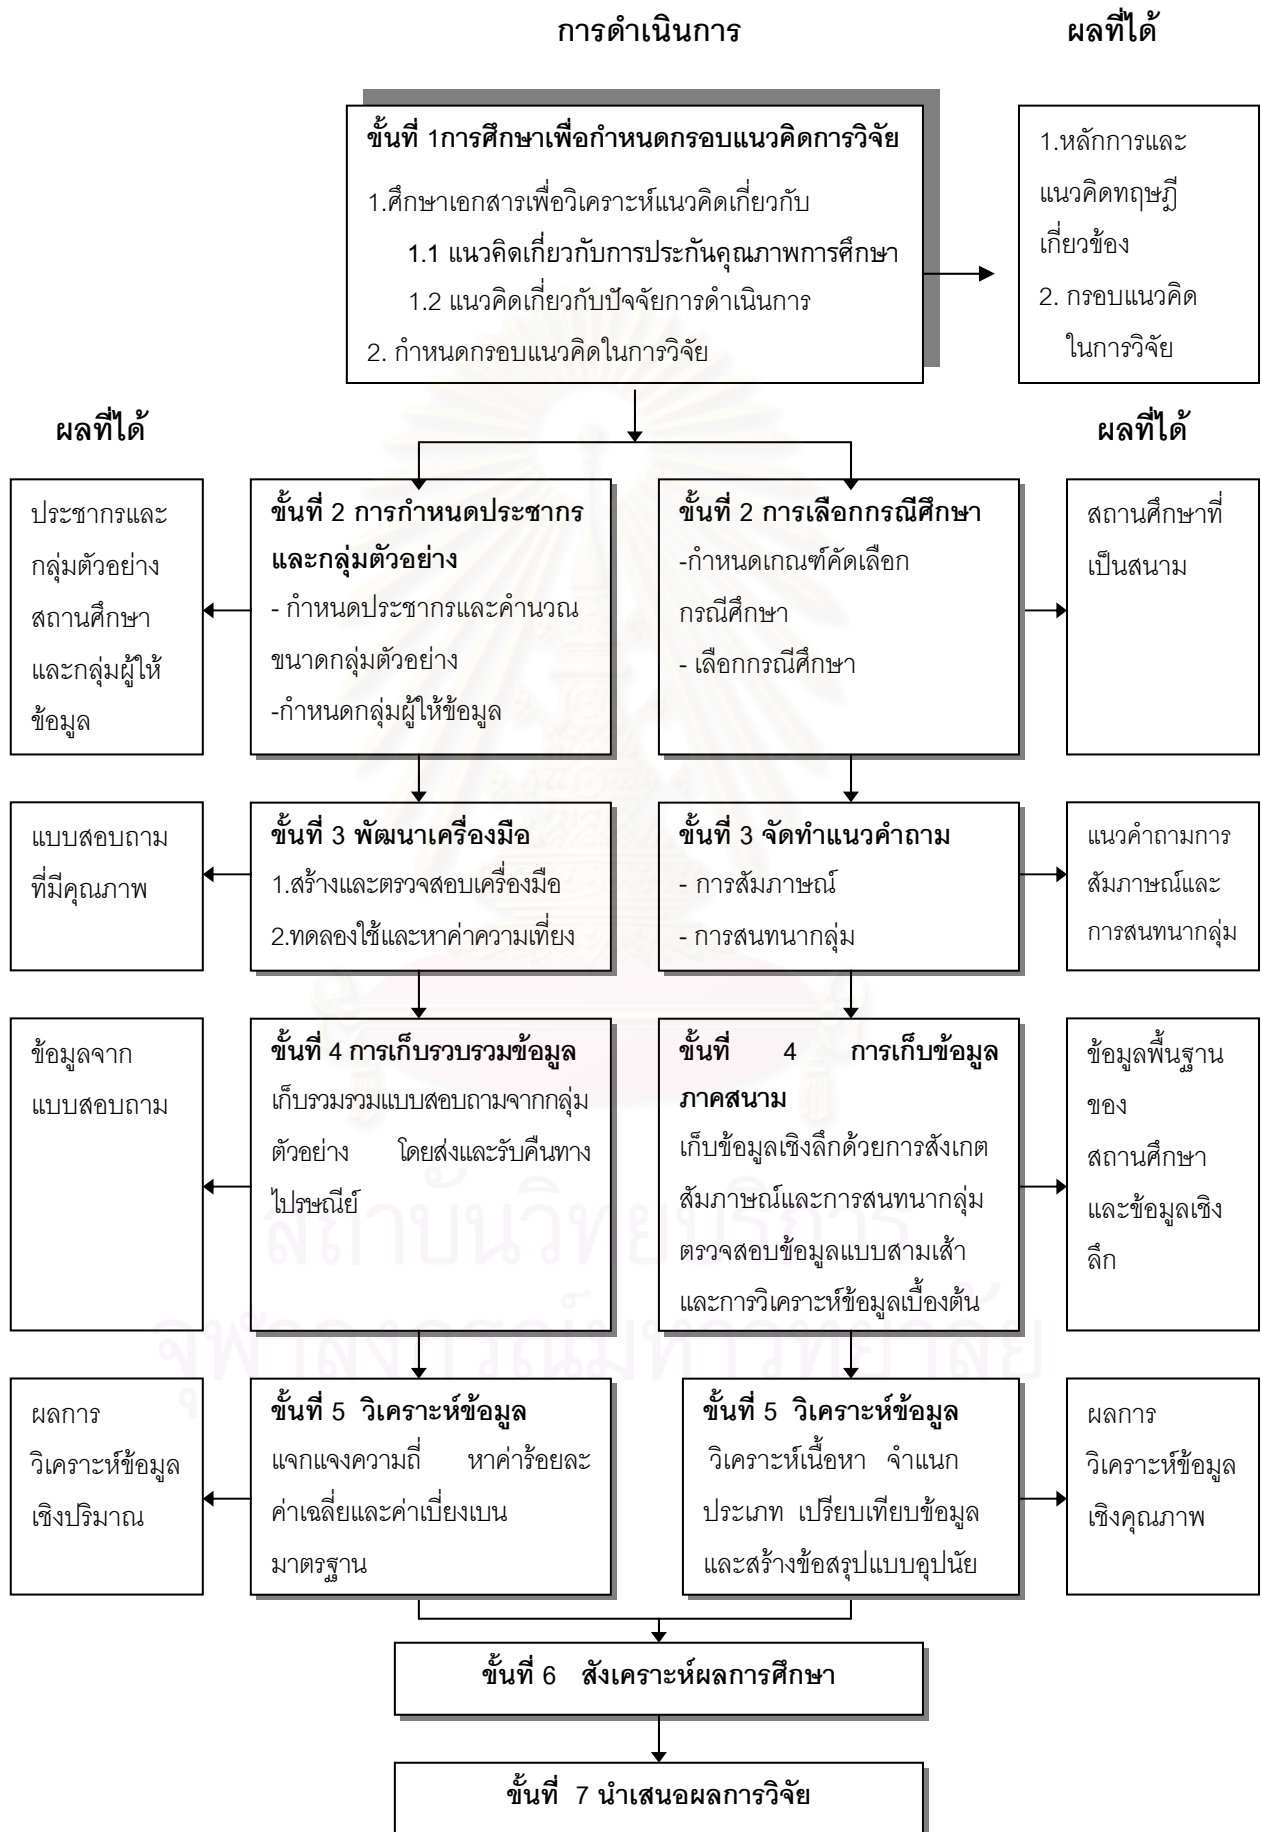 การดำเนินการ
ผลที่ได้
ขั้นที่ 1การศึกษาเพื่อกำหนดกรอบแนวคิดการวิจัย
1.ศึกษาเอกสารเพื่อวิเคราะห์แนวคิดเกี่ยวกับ
1.1 แนวคิดเกี่ยวกับการประกันคุณภาพการศึกษา
1.2 แนวคิดเกี่ยวกับปัจจัยการดำเนินการ
2. กำหนดกรอบแนวคิดในการวิจัย
1.หลักการและ
แนวคิดทฤษฎี
เกี่ยวข้อง
2. กรอบแนวคิด
ในการวิจัย
ผลที่ได้
ผลที่ได้
ประชากรและ
กลุ่มตัวอย่าง
สถานศึกษา
และกลุ่มผู้ให้
ข้อมูล
ขั้นที่ 2 การกำหนดประชากร
และกลุ่มตัวอย่าง
- กำหนดประชากรและคำนวณ
ขนาดกลุ่มตัวอย่าง
-กำหนดกลุ่มผู้ให้ข้อมูล
ขั้นที่ 2 การเลือกกรณีศึกษา
-กำหนดเกณฑ์คัดเลือก
กรณีศึกษา
- เลือกกรณีศึกษา
สถานศึกษาที่
เป็นสนาม
แบบสอบถาม
ที่มีคุณภาพ
ขั้นที่ 3 พัฒนาเครื่องมือ
1.สร้างและตรวจสอบเครื่องมือ
2.ทดลองใช้และหาค่าความเที่ยง
ขั้นที่ 3 จัดทำแนวคำถาม
- การสัมภาษณ์
- การสนทนากลุ่ม
แนวคำถามการ
สัมภาษณ์และ
การสนทนากลุ่ม
ข้อมูลจาก
แบบสอบถาม
ขั้นที่ 4 การเก็บรวบรวมข้อมูล
เก็บรวมรวมแบบสอบถามจากกลุ่ม
ตัวอย่าง โดยส่งและรับคืนทาง
ไปรษณีย์
ขั้นที่ 4 การเก็บข้อมูล
ภาคสนาม
เก็บข้อมูลเชิงลึกด้วยการสังเกต
สัมภาษณ์และการสนทนากลุ่ม
ตรวจสอบข้อมูลแบบสามเส้า
และการวิเคราะห์ข้อมูลเบื้องต้น
ข้อมูลพื้นฐาน
ของ
สถานศึกษา
และข้อมูลเชิง
ลึก
สถาบันวิทยบริการ
จุฬาลงกรณ์มหาวิทยาลัย
ผลการ
วิเคราะห์ข้อมูล
เชิงปริมาณ
ขั้นที่ 5 วิเคราะห์ข้อมูล
แจกแจงความถี่ หาค่าร้อยละ
ค่าเฉลี่ยและค่าเบี่ยงเบน
มาตรฐาน
ขั้นที่ 5 วิเคราะห์ข้อมูล
วิเคราะห์เนื้อหา จำแนก
ประเภท เปรียบเทียบข้อมูล
และสร้างข้อสรุปแบบอุปนัย
ผลการ
วิเคราะห์ข้อมูล
เชิงคุณภาพ
ขั้นที่ 6 สังเคราะห์ผลการศึกษา
ขั้นที่ 7 นำเสนอผลการวิจัย